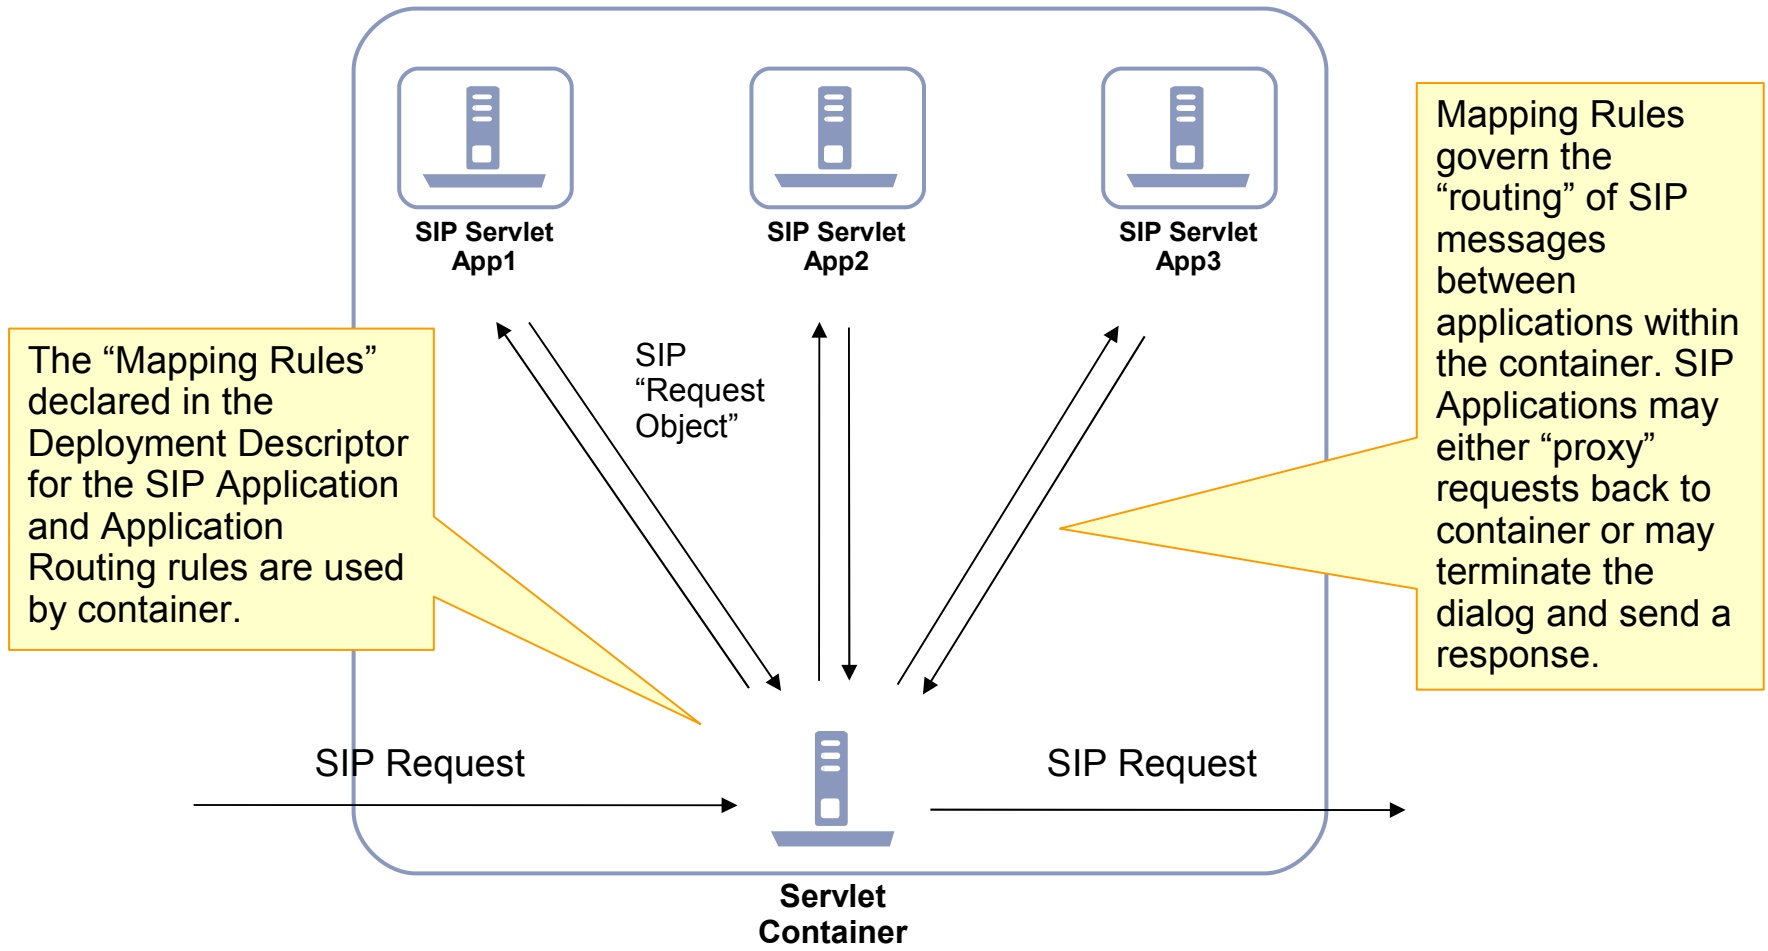 SIP Servlet
App1
SIP Servlet
App2
SIP Servlet
App3
Mapping Rules
govern the
“routing” of SIP
messages
between
applications within
the container. SIP
Applications may
either “proxy”
requests back to
container or may
terminate the
dialog and send a
response.
The “Mapping Rules”
declared in the
Deployment Descriptor
for the SIP Application
and Application
Routing rules are used
by container.
SIP
“Request
Object”
SIP Request
SIP Request
Servlet
Container